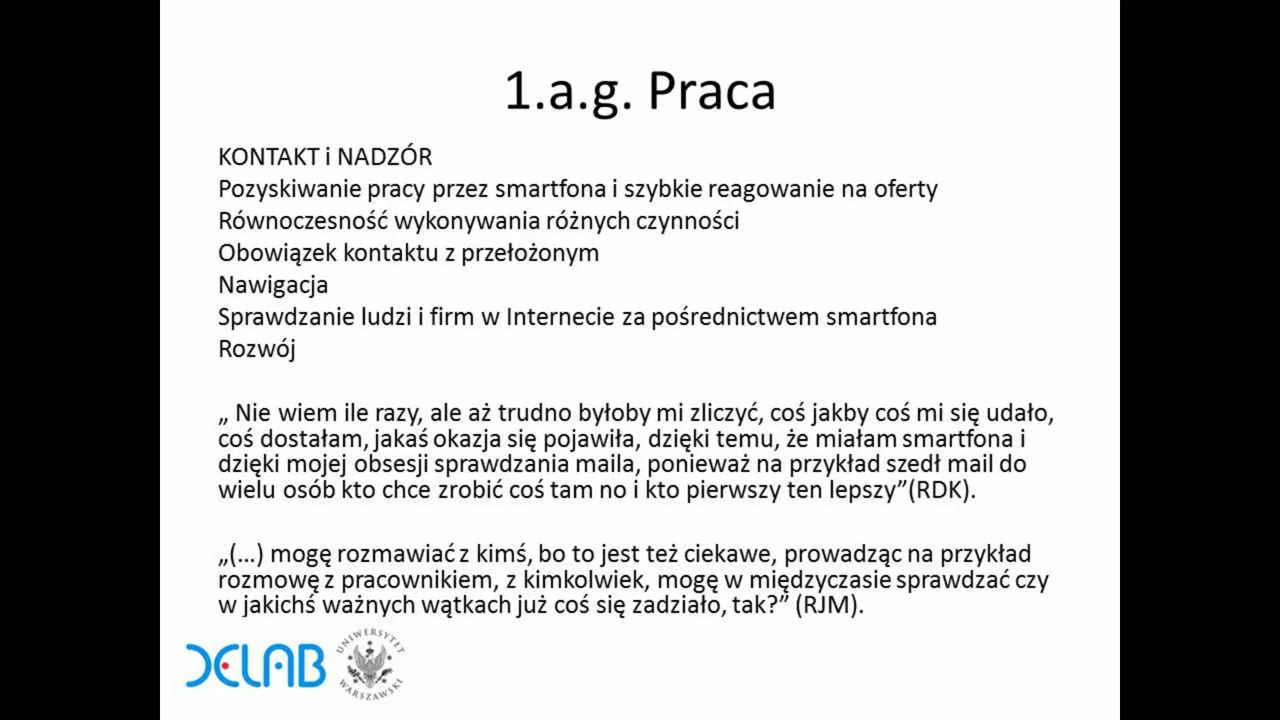 1.a.g. Praca
KONTAKT i NADZÓR
Pozyskiwanie pracy przez smartfona i szybkie reagowanie na oferty
Równoczesność wykonywania różnych czynności
Obowiązek kontaktu z przełożonym
Nawigacja
Sprawdzanie ludzi i firm w Internecie za pośrednictwem smartfona
Rozwój
„ Nie wiem ile razy, ale aż trudno byłoby mi zliczyć, coś jakby coś mi się udało,
coś dostałam, jakaś okazja się pojawiła, dzięki temu, że miałam smartfona i
dzięki mojej obsesji sprawdzania maila, ponieważ na przykład szedł mail do
wielu osób kto chce zrobić coś tam no i kto pierwszy ten lepszy”(RDK).
„(…) mogę rozmawiać z kimś, bo to jest też ciekawe, prowadząc na przykład
rozmowę z pracownikiem, z kimkolwiek, mogę w międzyczasie sprawdzać czy
w jakichś ważnych wątkach już coś się zadziało, tak?” (RJM).
DELAB
UNIWERSYTET
WARSZAWSKI